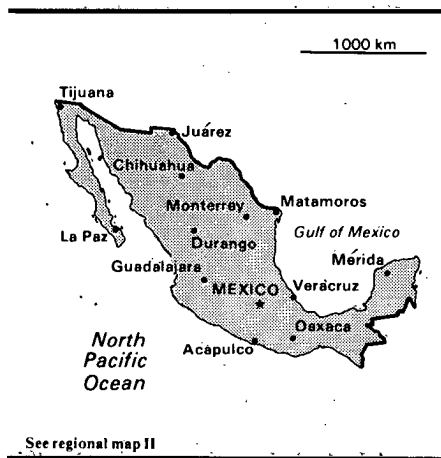 1000 km
Tijuana
Juárez
Chihuahua
Monterrey
Matamoros
La Paz
Durango
Gulf of Mexico
Mérida
Guadalajara
MEXICO
Veracruz
North
Pacific
Ocean
Acapulco
Oaxaca
See regional map II